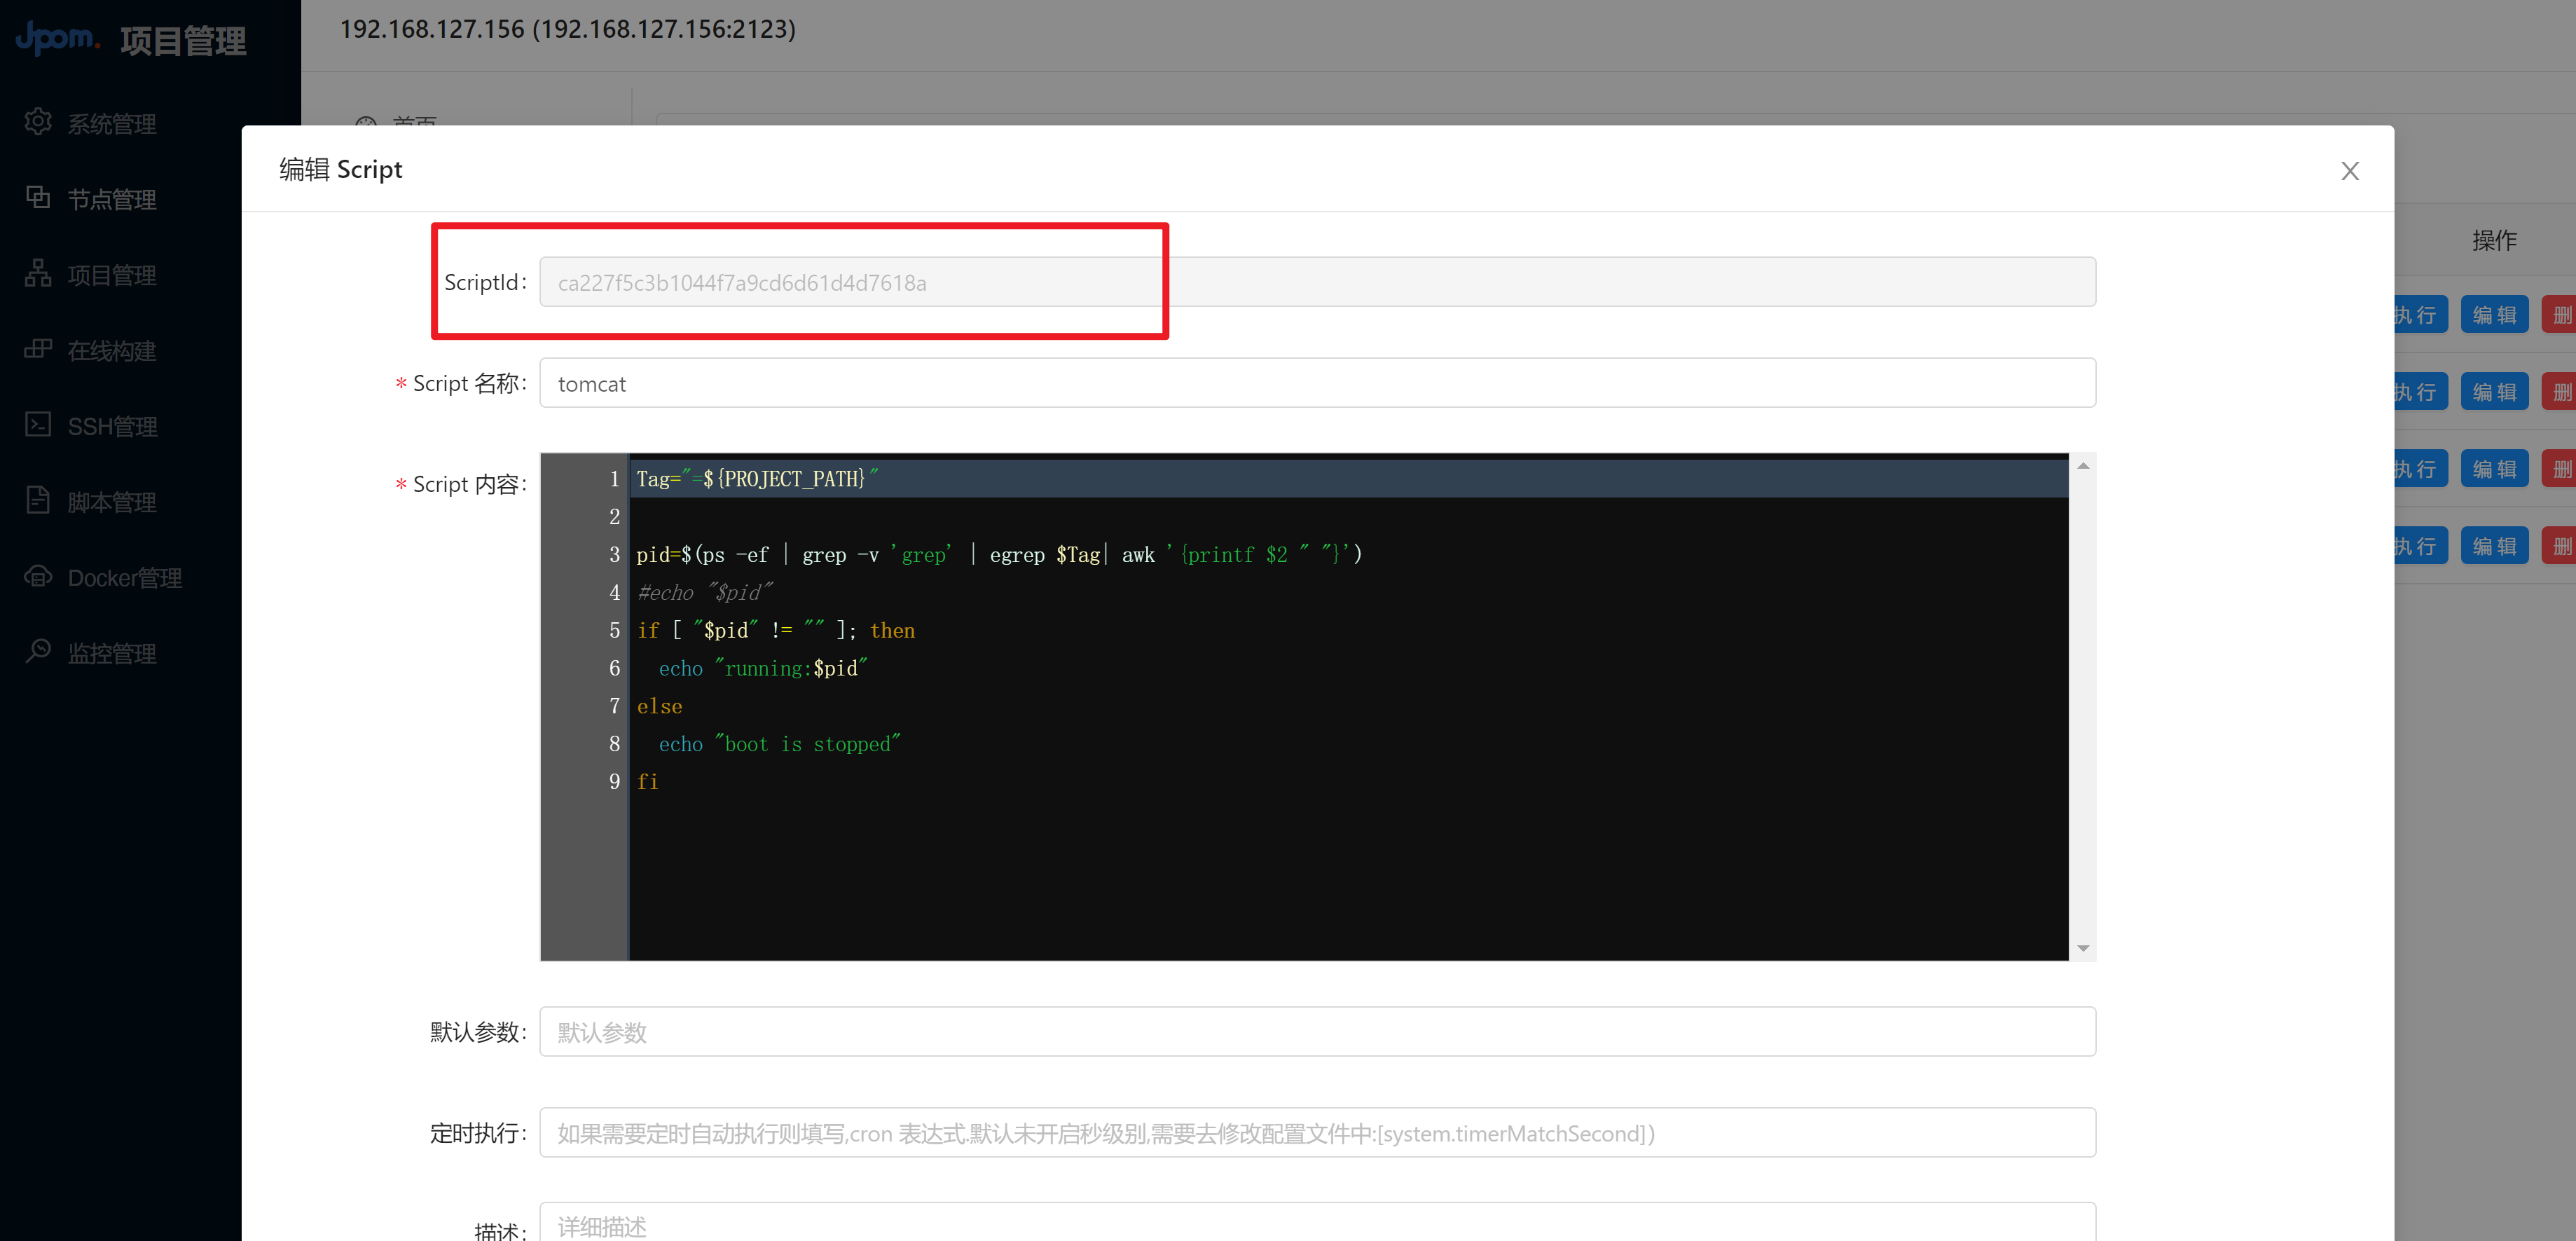 Jpom. 项目管理
192.168.127.156 (192.168.127.156:2123)
系统管理
节点管理
项目管理
在线构建
SSH管理
脚本管理
Docker管理
监控管理
首页
编辑 Script
操作
ScriptId:
ca227f5c3b1044f7a9cd6d61d4d7618a
执行 编辑 删
* Script 名称:
tomcat
执行 编辑 删
执行 编辑 删
执行 编辑 删
* Script 内容:
1 Tag="=${PROJECT_PATH}"
2
3 pid=$(ps -ef | grep -v 'grep' | egrep $Tag| awk '{printf $2 " "}')
4 #echo "$pid"
5 if [ "$pid" != "" ]; then
6 echo "running:$pid"
7 else
8 echo "boot is stopped"
9 fi
默认参数:
默认参数
定时执行:
如果需要定时自动执行则填写,cron 表达式.默认未开启秒级别,需要去修改配置文件中:[system.timerMatchSecond])
描述:
详细描述